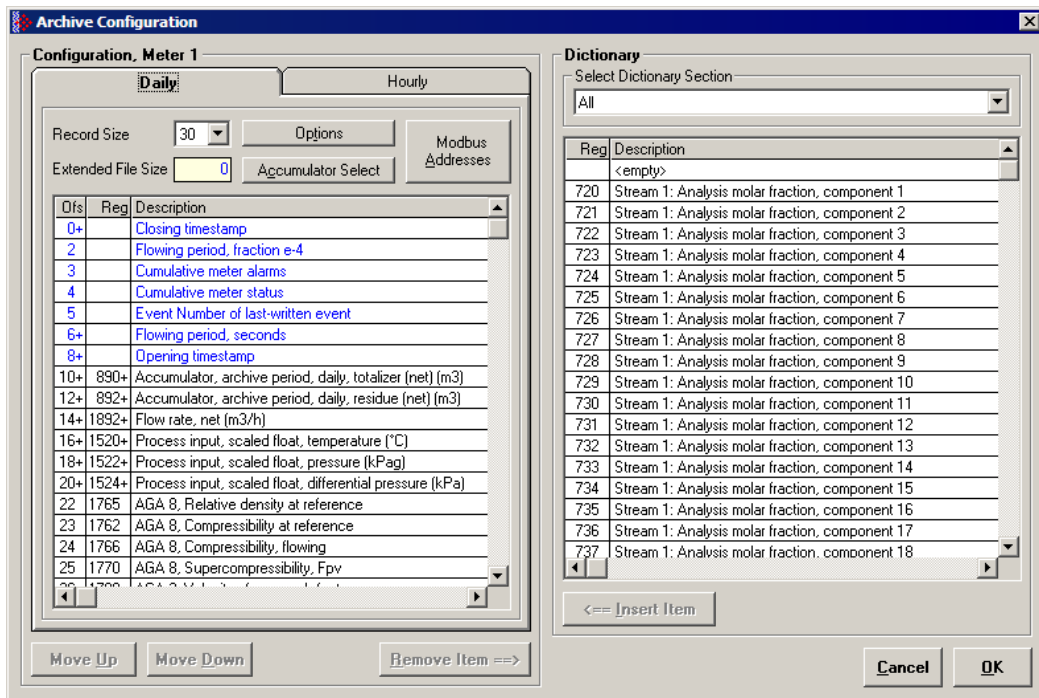 Archive Configuration
Configuration, Meter 1
Daily
Hourly
Record Size 30 Options
Modbus Addresses
Extended File Size 0 Accumulator Select
Ofs Reg Description
0+ Closing timestamp
2 Flowing period, fraction e-4
3 Cumulative meter alarms
4 Cumulative meter status
5 Event Number of last-written event
6+ Flowing period, seconds
8+ Opening timestamp
10+ 890+ Accumulator, archive period, daily, totalizer (net) (m3)
12+ 892+ Accumulator, archive period, daily, residue (net) (m3)
14+ 1892+ Flow rate, net (m3/h)
16+ 1520+ Process input, scaled float, temperature (°C)
18+ 1522+ Process input, scaled float, pressure (kPag)
20+ 1524+ Process input, scaled float, differential pressure (kPa)
22 1765 AGA 8, Relative density at reference
23 1762 AGA 8, Compressibility at reference
24 1766 AGA 8, Compressibility, flowing
25 1770 AGA 8, Supercompressibility, Fpv
Move Up Move Down Remove Item ==>
Dictionary
Select Dictionary Section
All
Reg Description
<empty>
720 Stream 1: Analysis molar fraction, component 1
721 Stream 1: Analysis molar fraction, component 2
722 Stream 1: Analysis molar fraction, component 3
723 Stream 1: Analysis molar fraction, component 4
724 Stream 1: Analysis molar fraction, component 5
725 Stream 1: Analysis molar fraction, component 6
726 Stream 1: Analysis molar fraction, component 7
727 Stream 1: Analysis molar fraction, component 8
728 Stream 1: Analysis molar fraction, component 9
729 Stream 1: Analysis molar fraction, component 10
730 Stream 1: Analysis molar fraction, component 11
731 Stream 1: Analysis molar fraction, component 12
732 Stream 1: Analysis molar fraction, component 13
733 Stream 1: Analysis molar fraction, component 14
734 Stream 1: Analysis molar fraction, component 15
735 Stream 1: Analysis molar fraction, component 16
736 Stream 1: Analysis molar fraction, component 17
737 Stream 1: Analysis molar fraction, component 18
<== Insert Item
Cancel OK